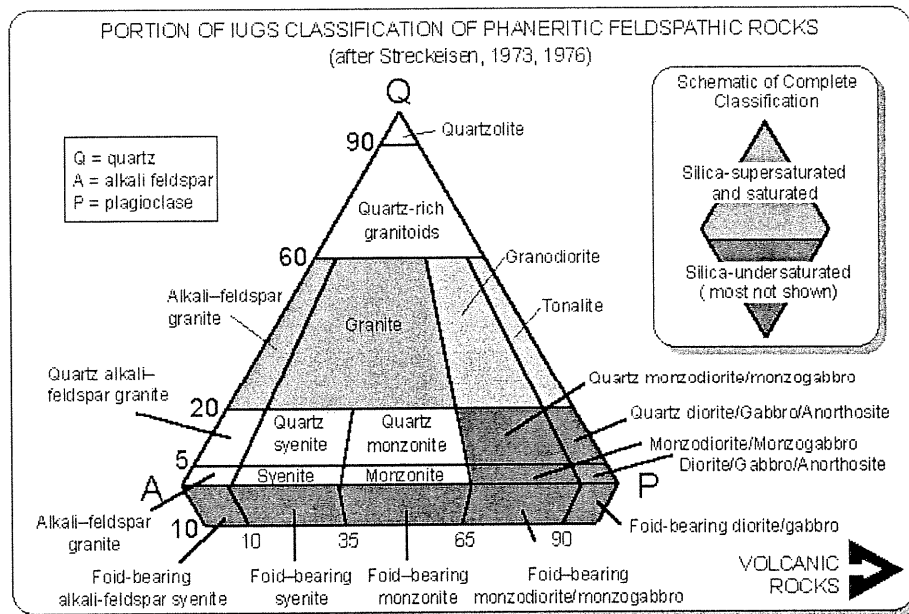 PORTION OF IUGS CLASSIFICATION OF PHANERITIC FELDSPATHIC ROCKS
(after Streckeisen, 1973, 1976)
Q = quartz
A = alkali feldspar
P = plagioclase
Schematic of Complete
Classification
Silica-supersaturated
and saturated
Silica-undersaturated
( most not shown)
Q
90
Quartzolite
Quartz-rich
granitoids
60
Granodiorite
Alkali–feldspar
granite
Tonalite
Granite
Quartz alkali–
feldspar granite
Quartz monzodiorite/monzogabbro
20
Quartz
syenite
Quartz
monzonite
Quartz diorite/Gabbro/Anorthosite
Monzodiorite/Monzogabbro
5
Syenite
Monzonite
Diorite/Gabbro/Anorthosite
A
P
Alkali–feldspar
granite
10
Foid-bearing diorite/gabbro
10
35
65
90
Foid-bearing
alkali-feldspar syenite
Foid–bearing
syenite
Foid–bearing
monzonite
Foid–bearing
monzodiorite/monzogabbro
VOLCANIC
ROCKS